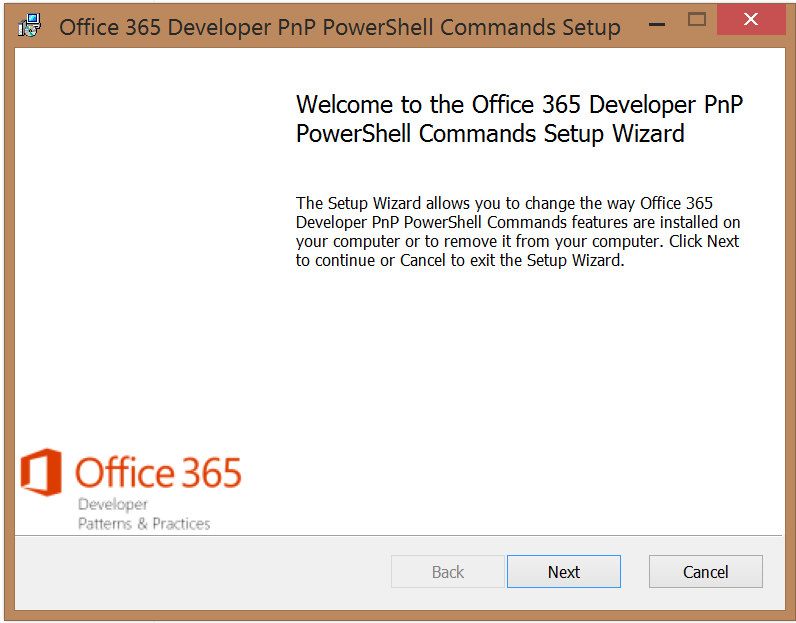 Office 365 Developer PnP PowerShell Commands Setup
Welcome to the Office 365 Developer PnP
PowerShell Commands Setup Wizard
The Setup Wizard allows you to change the way Office 365
Developer PnP PowerShell Commands features are installed on
your computer or to remove it from your computer. Click Next
to continue or Cancel to exit the Setup Wizard.
Office 365
Developer
Patterns & Practices
Back
Next
Cancel